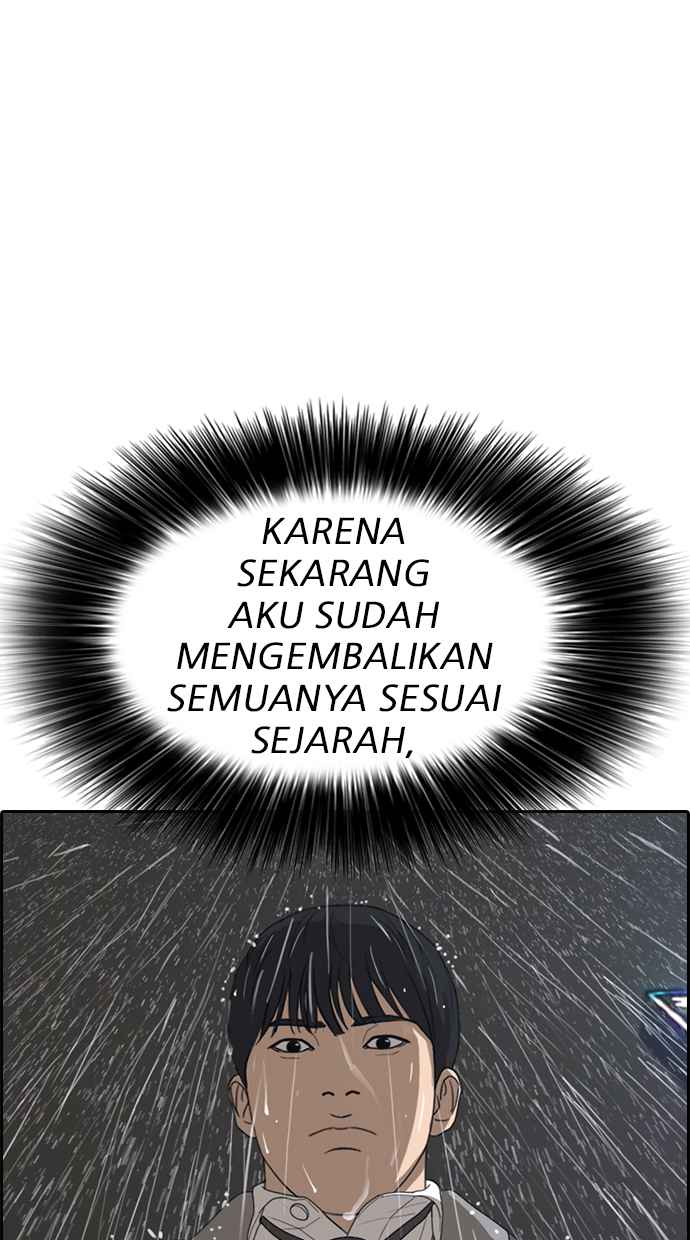 KARENA
SEKARANG
AKU SUDAH
MENGEMBALIKAN
SEMUANYA SESUAI
SEJARAH,